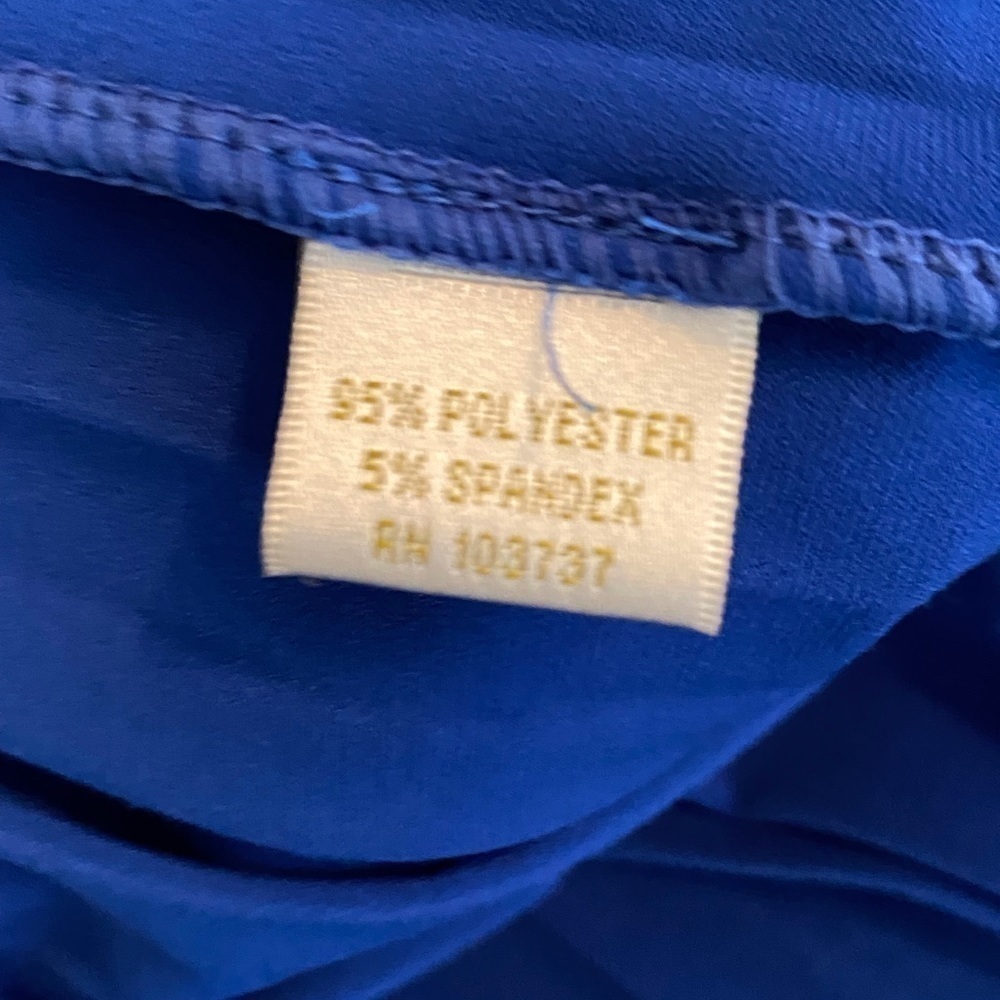 95% POLYESTER
5% SPANDEX
RN 103737